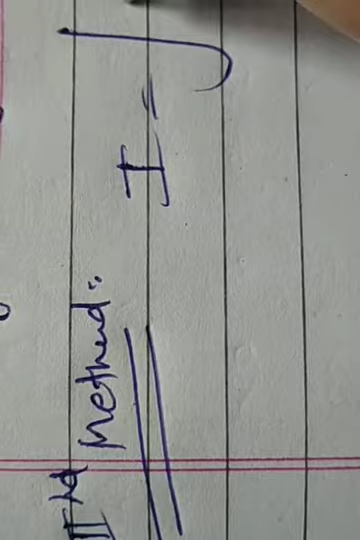 IInd Method:
I = ∫